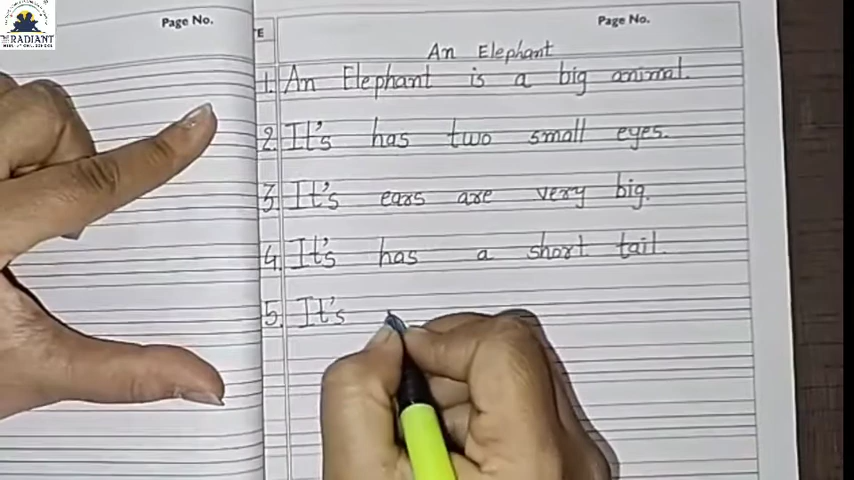 THE RADIANT
Page No.
Page No.
An Elephant
1. An Elephant is a big animal.
2. It's has two small eyes.
3. It's ears are very big.
4. It's has a short tail.
5. It's